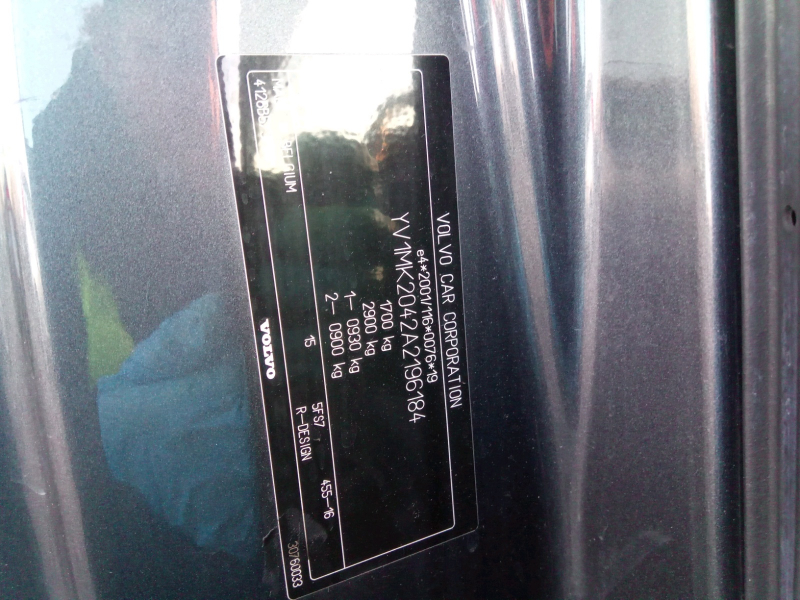 VOLVO CAR CORPORATION
e4*2001/116*0076*19
YV1MK2042A2196184
1700 kg
2900 kg
1– 0930 kg
2– 0900 kg
455-16
5FS7
15
R-DESIGN
VOLVO
30760033